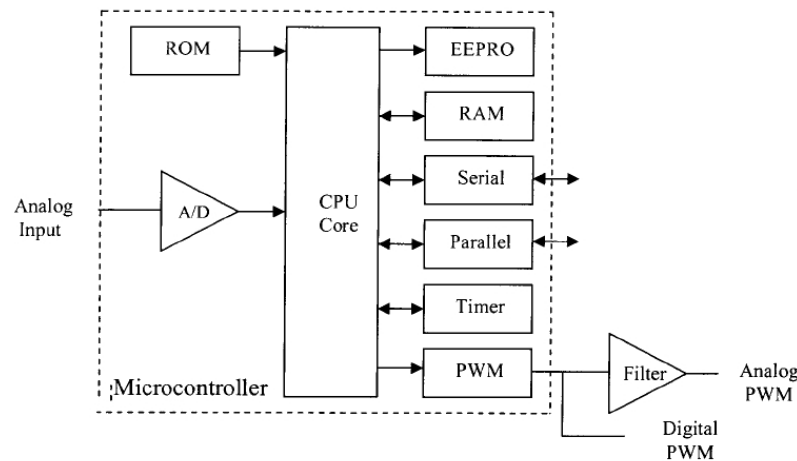 ROM
EEPRO
RAM
Analog
Input
A/D
CPU
Core
Serial
Parallel
Timer
PWM
Microcontroller
Filter
Analog
PWM
Digital
PWM